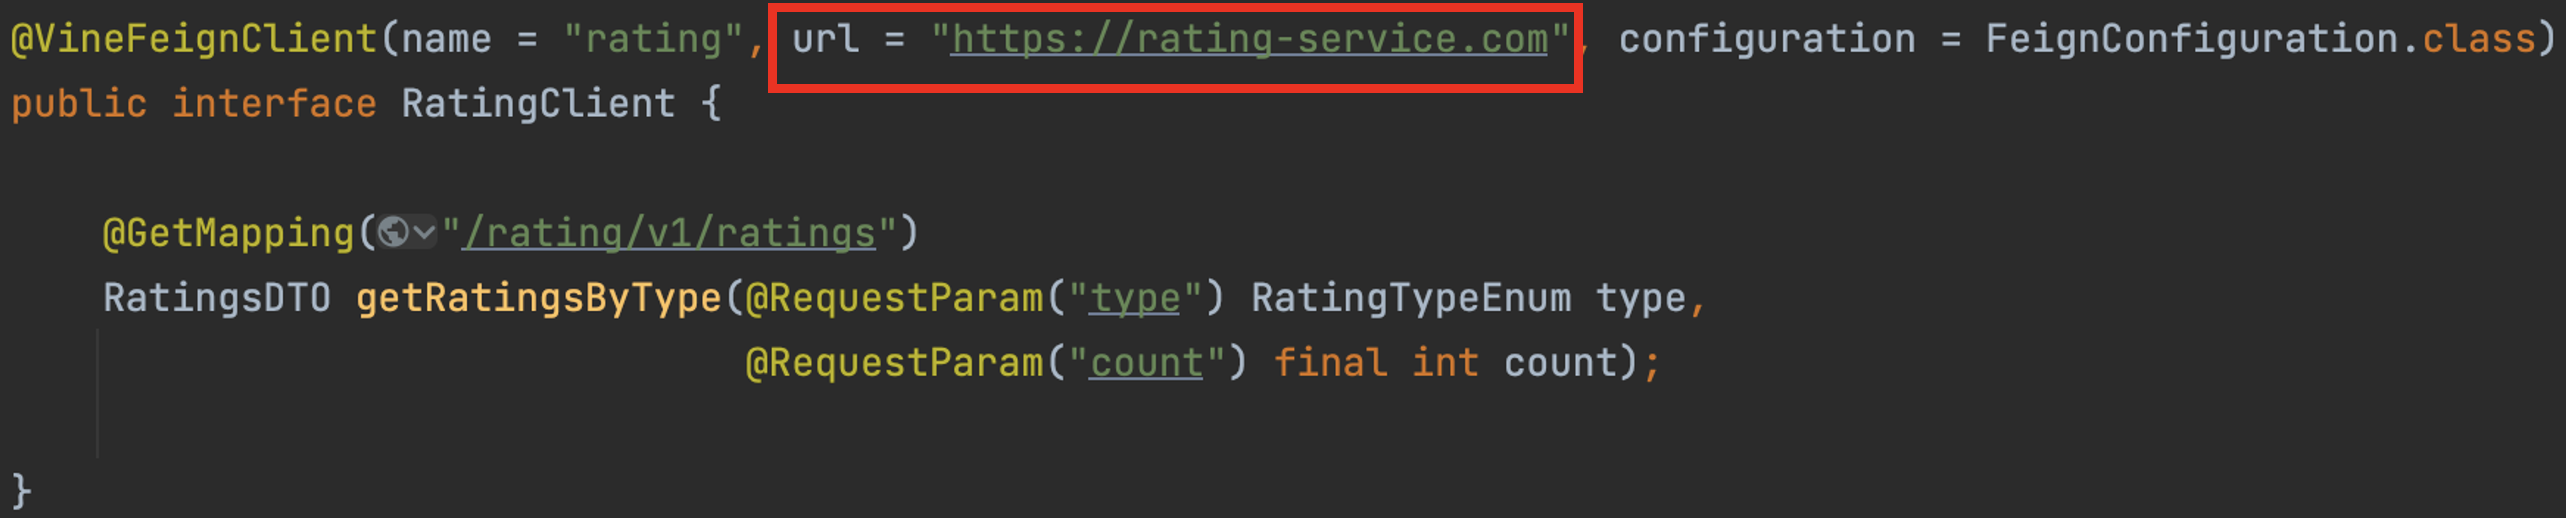 @VineFeignClient(name = "rating", url = "https://rating-service.com", configuration = FeignConfiguration.class)
public interface RatingClient {
@GetMapping("/rating/v1/ratings")
RatingsDTO getRatingsByType(@RequestParam("type") RatingTypeEnum type,
@RequestParam("count") final int count);
}